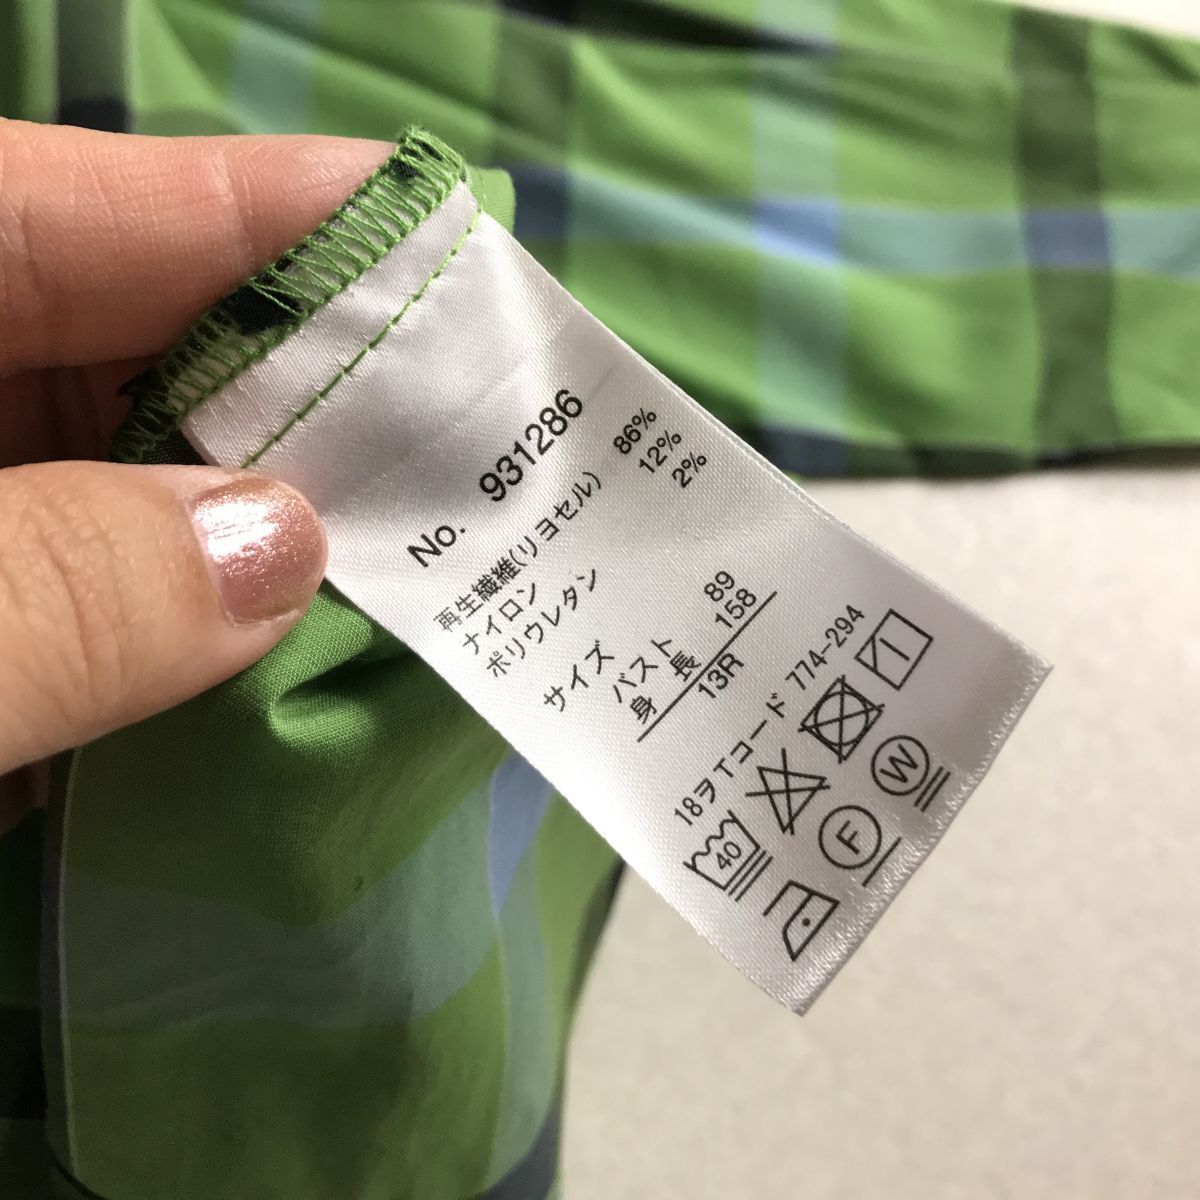 No. 931286
再生繊維(リヨセル) 86%
ナイロン 12%
ポリウレタン 2%
サイズ
バスト 89
身長 158
13R
18ヲTコード 774-294
40
F W